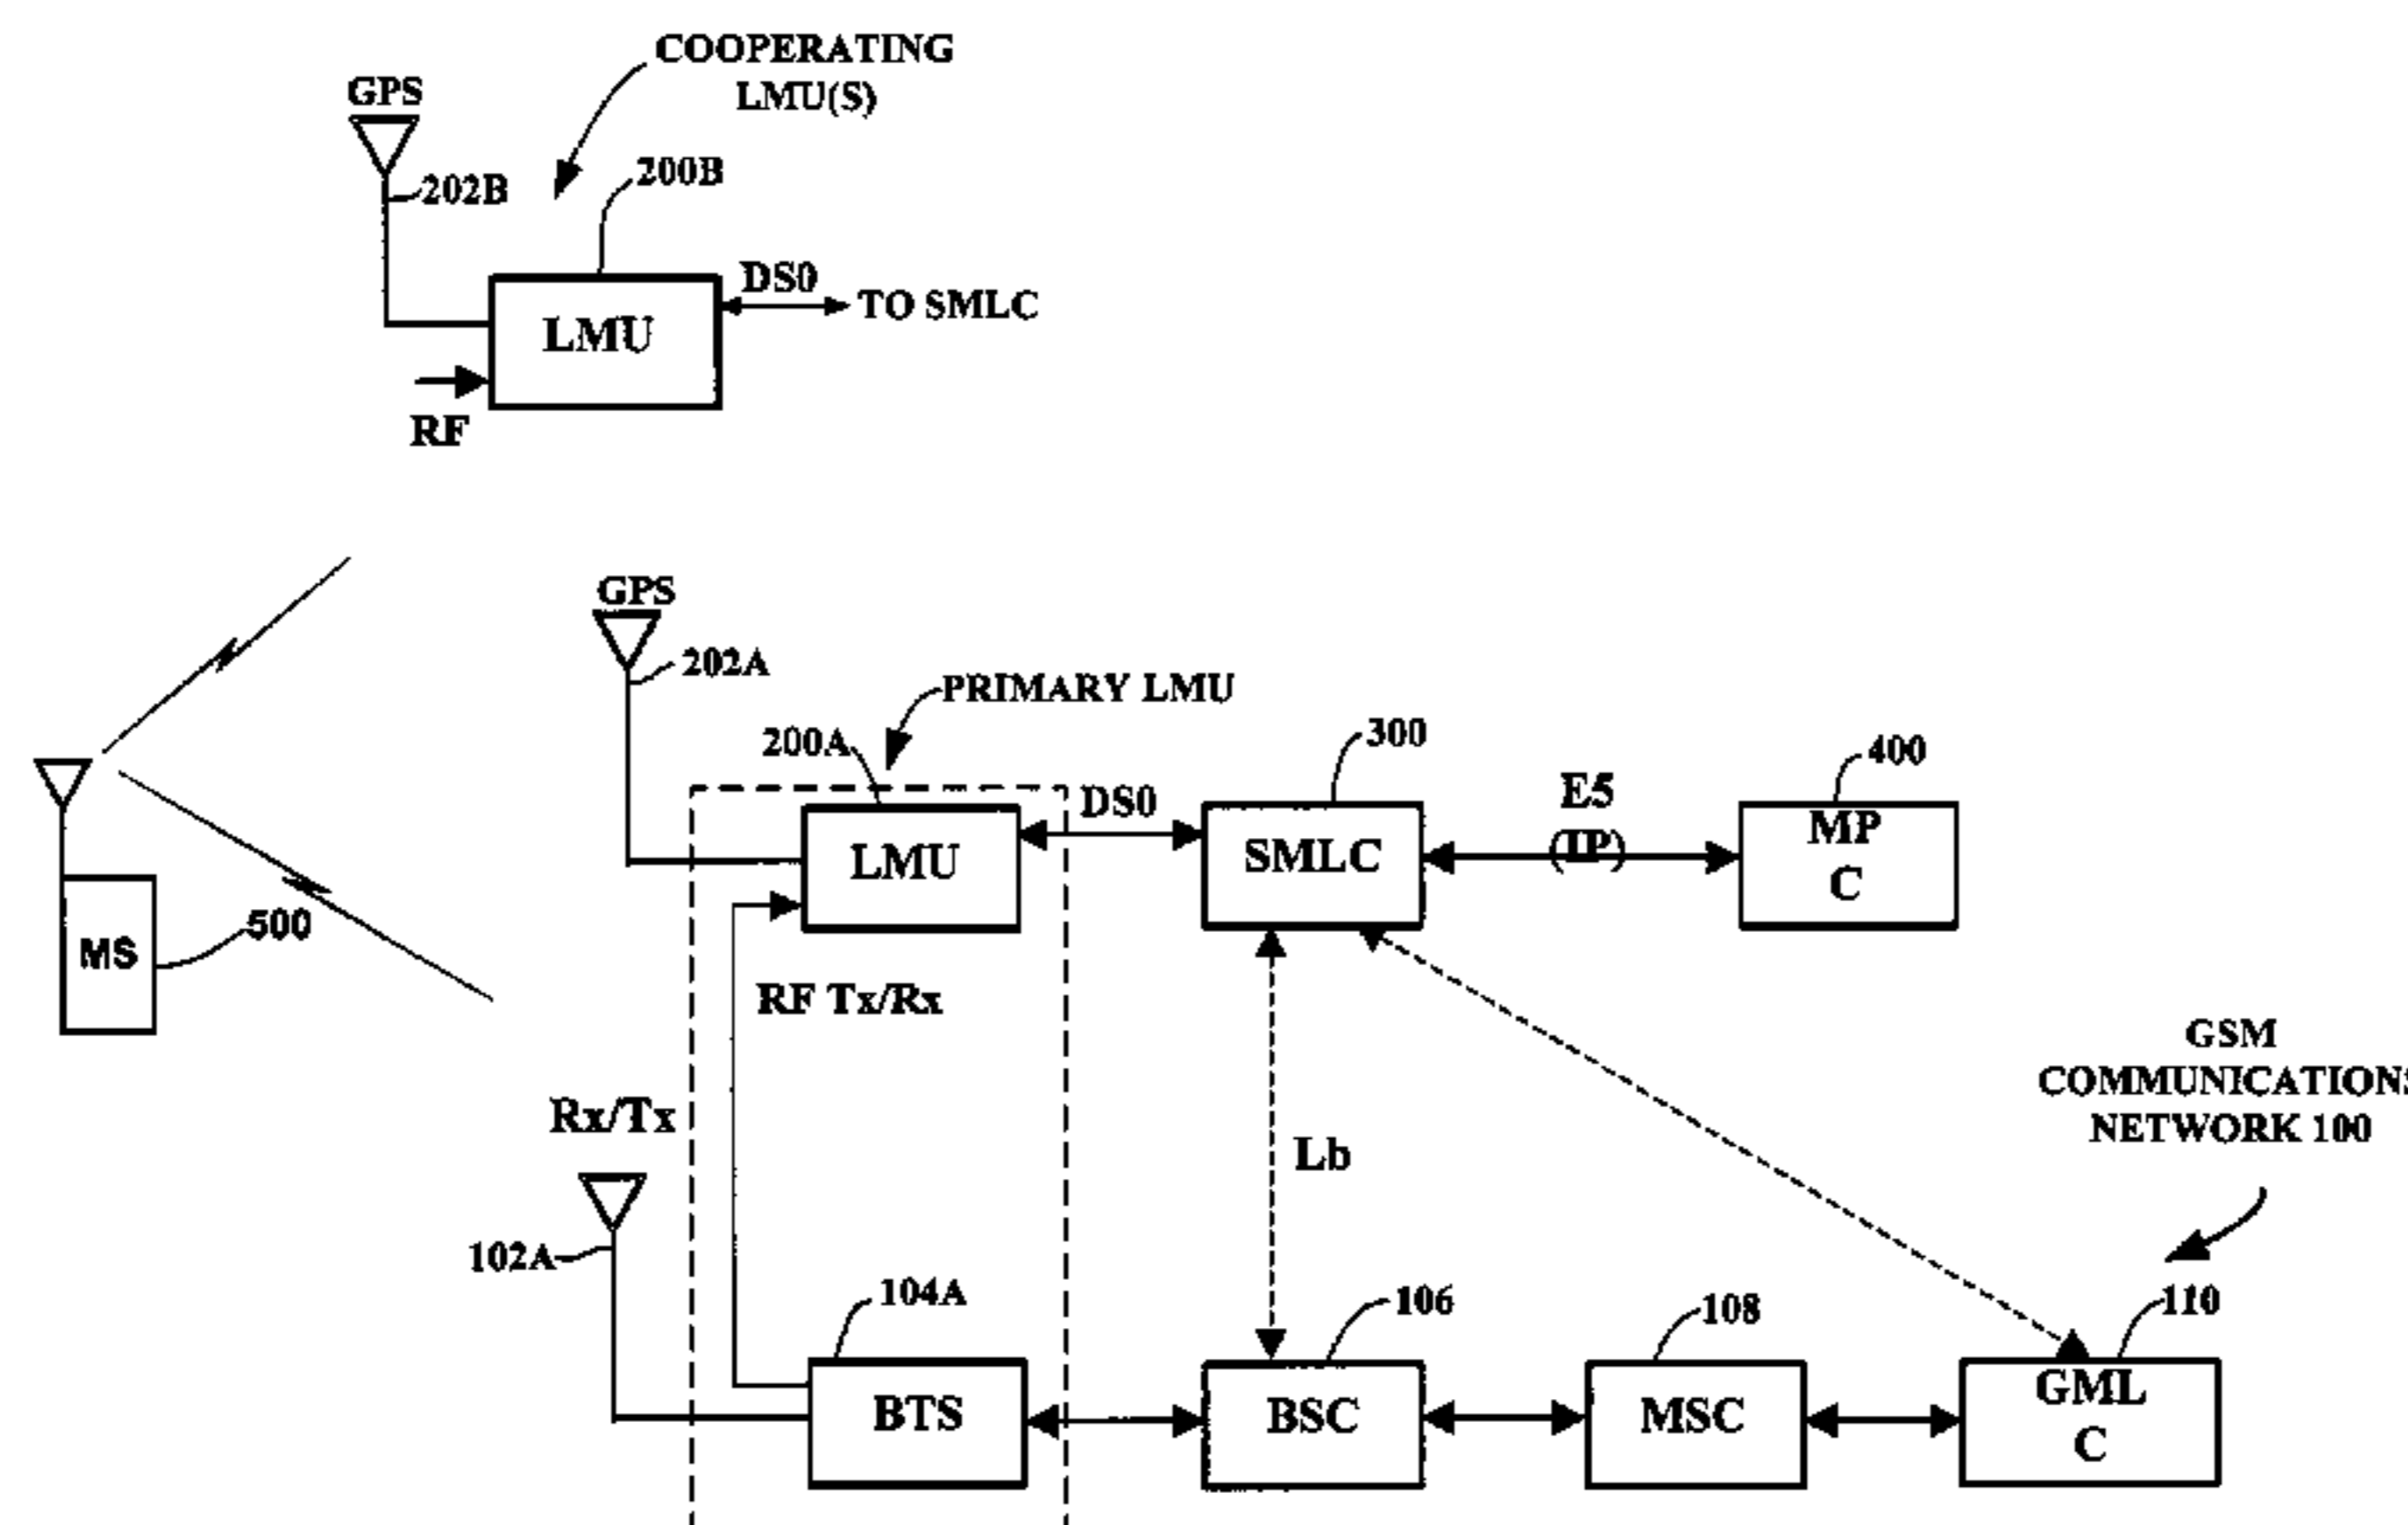 COOPERATING
LMU(S)
GPS
202B
200B
DS0
TO SMLC
LMU
RF
GPS
202A
PRIMARY LMU
200A
300
400
DS0
E5
(IP)
LMU
SMLC
MP
C
MS
500
RF Tx/Rx
GSM
COMMUNICATIONS
NETWORK 100
Rx/Tx
Lb
102A
104A
106
108
110
BTS
BSC
MSC
GML
C